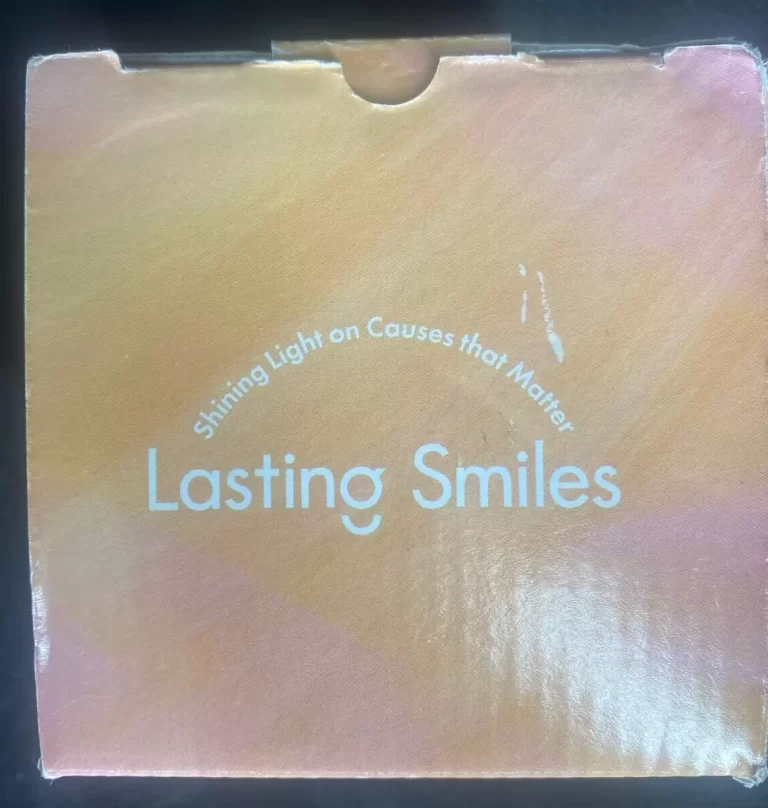 Shining Light on Causes that Matter
Lasting Smiles